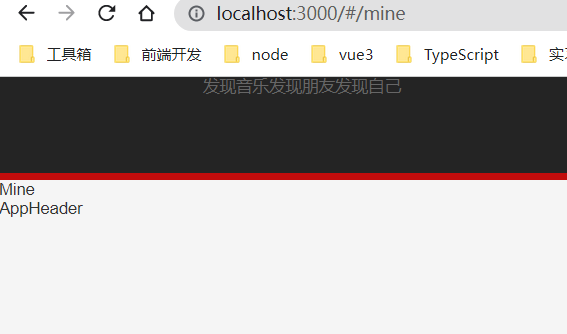 localhost:3000/#/mine
工具箱 前端开发 node vue3 TypeScript 实
发现音乐发现朋友发现自己
Mine
AppHeader